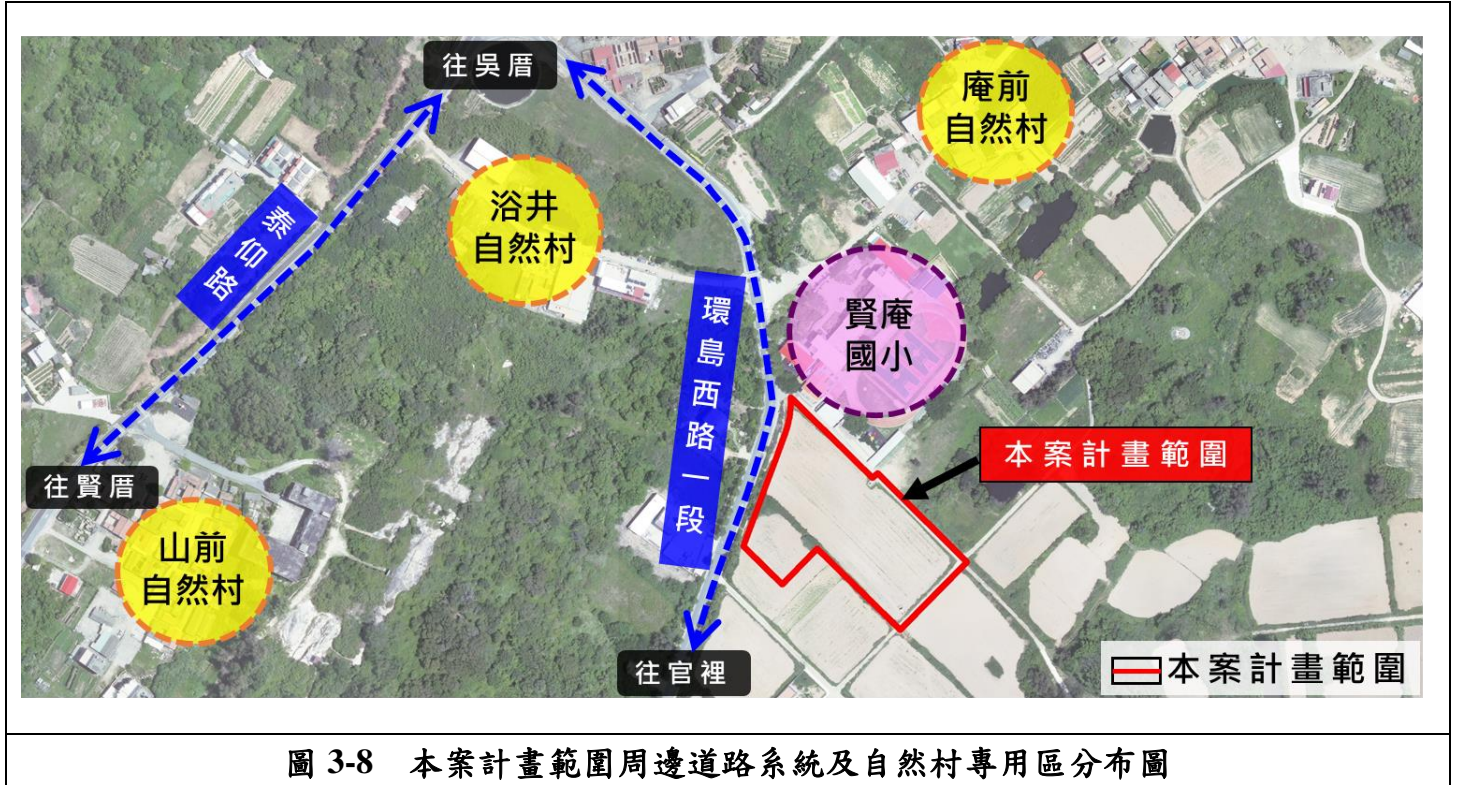 往吳厝
庵前
自然村
浴井
自然村
泰仰路
環島西路一段
賢庵
國小
本案計畫範圍
往賢厝
山前
自然村
往官裡
本案計畫範圍
圖 3-8 本案計畫範圍周邊道路系統及自然村專用區分布圖